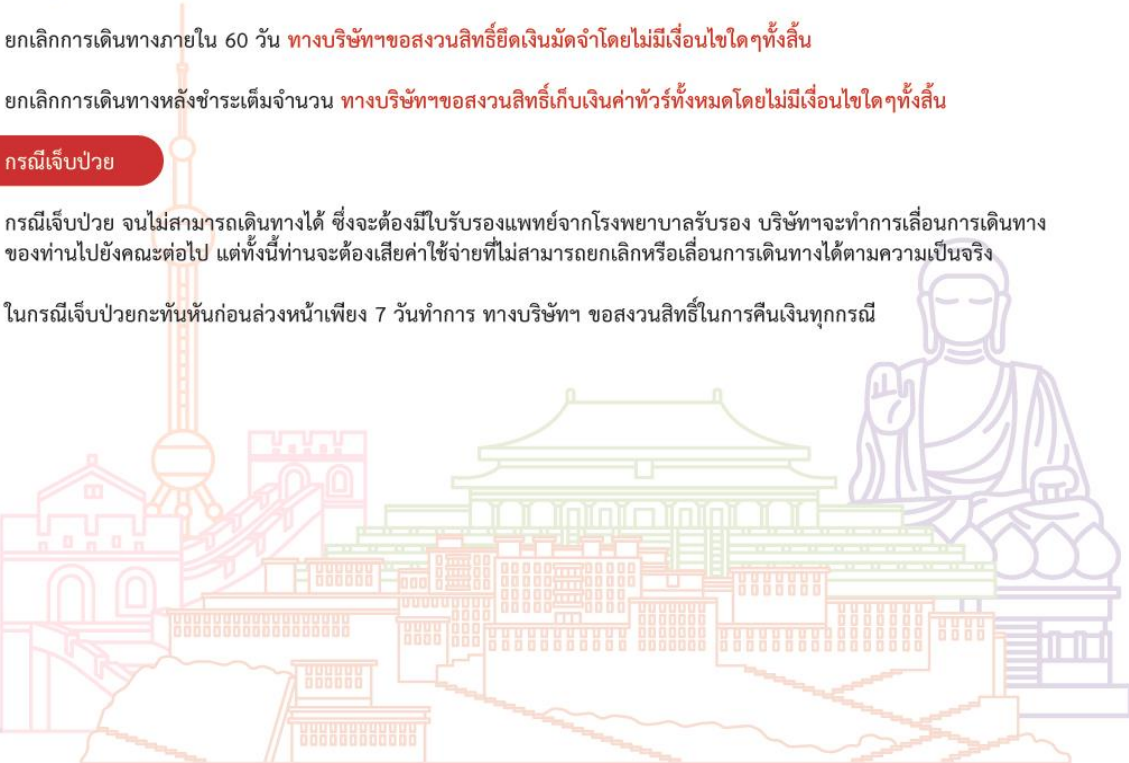 ยกเลิกการเดินทางภายใน 60 วัน ทางบริษัทฯขอสงวนสิทธิ์ยึดเงินมัดจำโดยไม่มีเงื่อนไขใดๆทั้งสิ้น
ยกเลิกการเดินทางหลังชำระเต็มจำนวน ทางบริษัทฯขอสงวนสิทธิ์เก็บเงินค่าทัวร์ทั้งหมดโดยไม่มีเงื่อนไขใดๆทั้งสิ้น
กรณีเจ็บป่วย
กรณีเจ็บป่วย จนไม่สามารถเดินทางได้ ซึ่งจะต้องมีใบรับรองแพทย์จากโรงพยาบาลรับรอง บริษัทฯจะทำการเลื่อนการเดินทาง
ของท่านไปยังคณะต่อไป แต่ทั้งนี้ท่านจะต้องเสียค่าใช้จ่ายที่ไม่สามารถยกเลิกหรือเลื่อนการเดินทางได้ตามความเป็นจริง
ในกรณีเจ็บป่วยกะทันหันก่อนล่วงหน้าเพียง 7 วันทำการ ทางบริษัทฯ ขอสงวนสิทธิ์ในการคืนเงินทุกกรณี